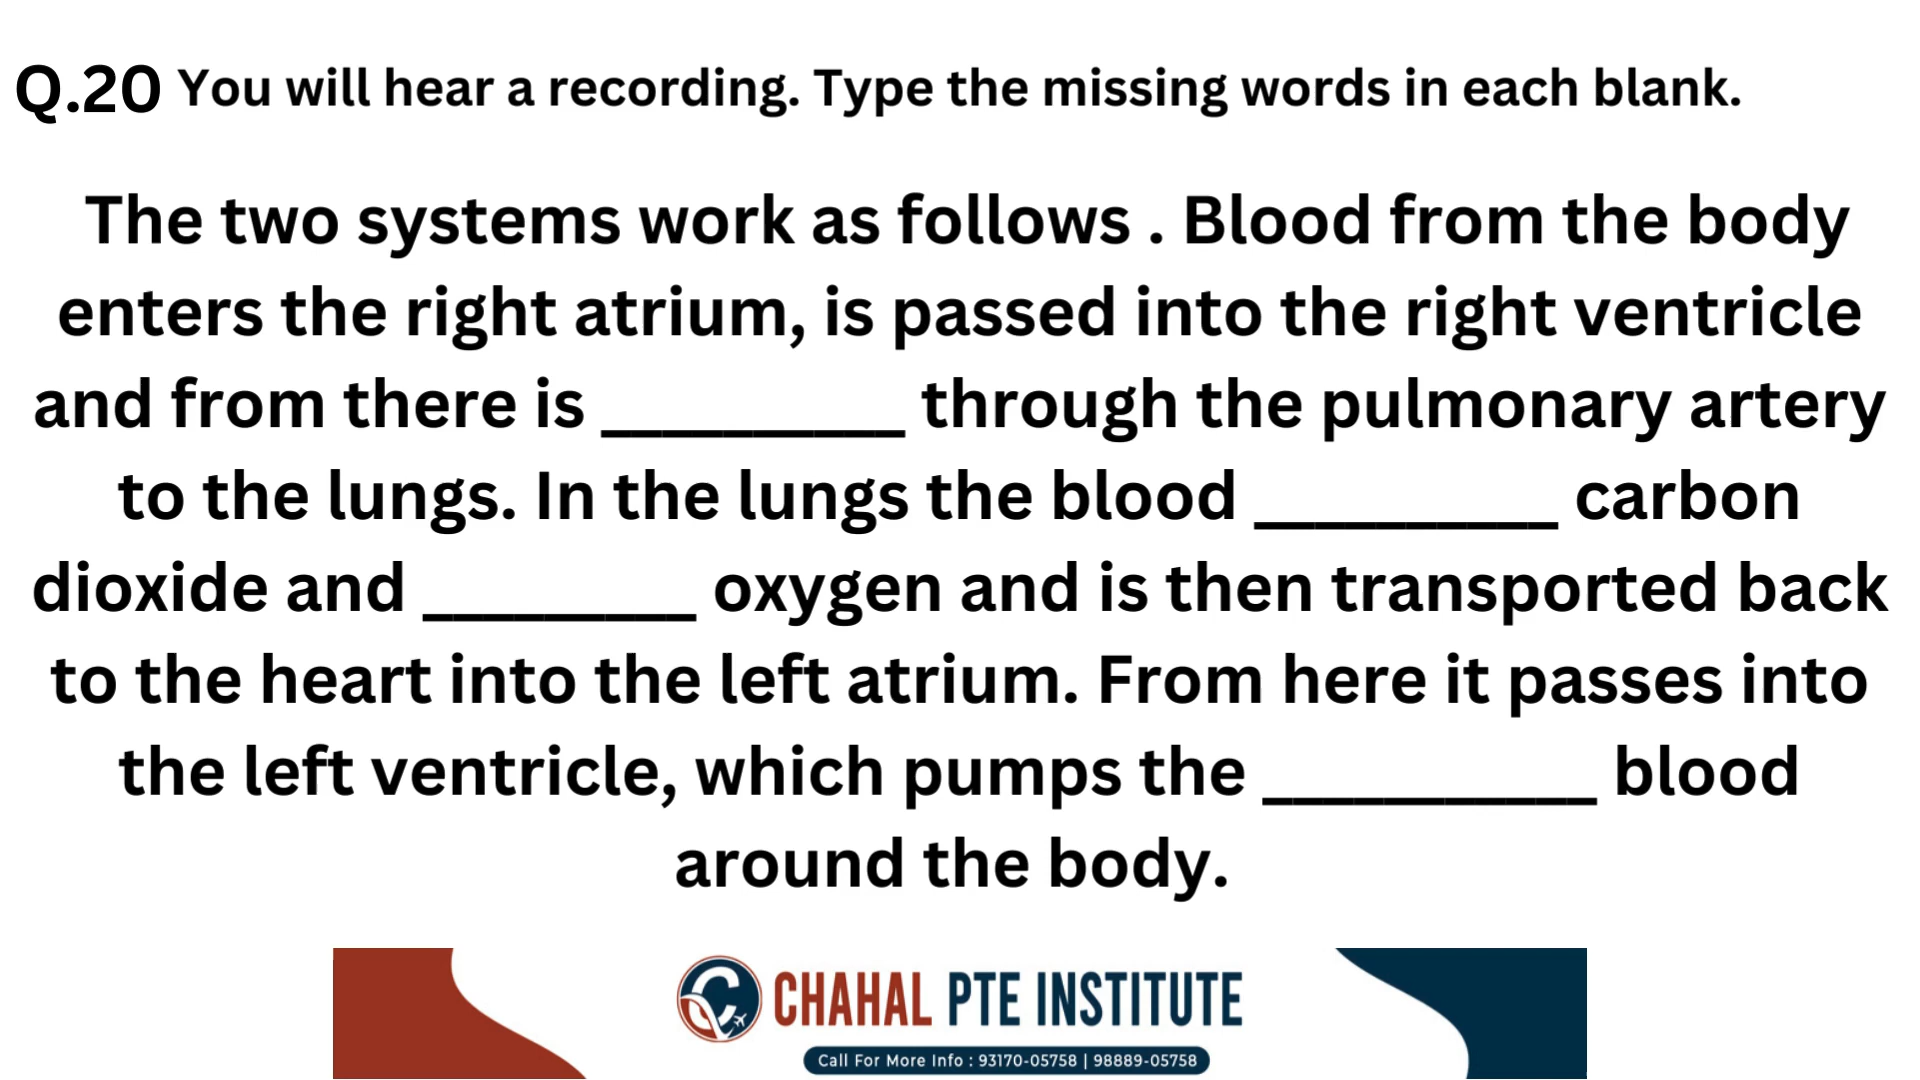 Q.20 You will hear a recording. Type the missing words in each blank.
The two systems work as follows . Blood from the body
enters the right atrium, is passed into the right ventricle
and from there is __________ through the pulmonary artery
to the lungs. In the lungs the blood __________ carbon
dioxide and _________ oxygen and is then transported back
to the heart into the left atrium. From here it passes into
the left ventricle, which pumps the ___________ blood
around the body.
CHAHAL PTE INSTITUTE
Call For More Info : 93170-05758 | 98889-05758